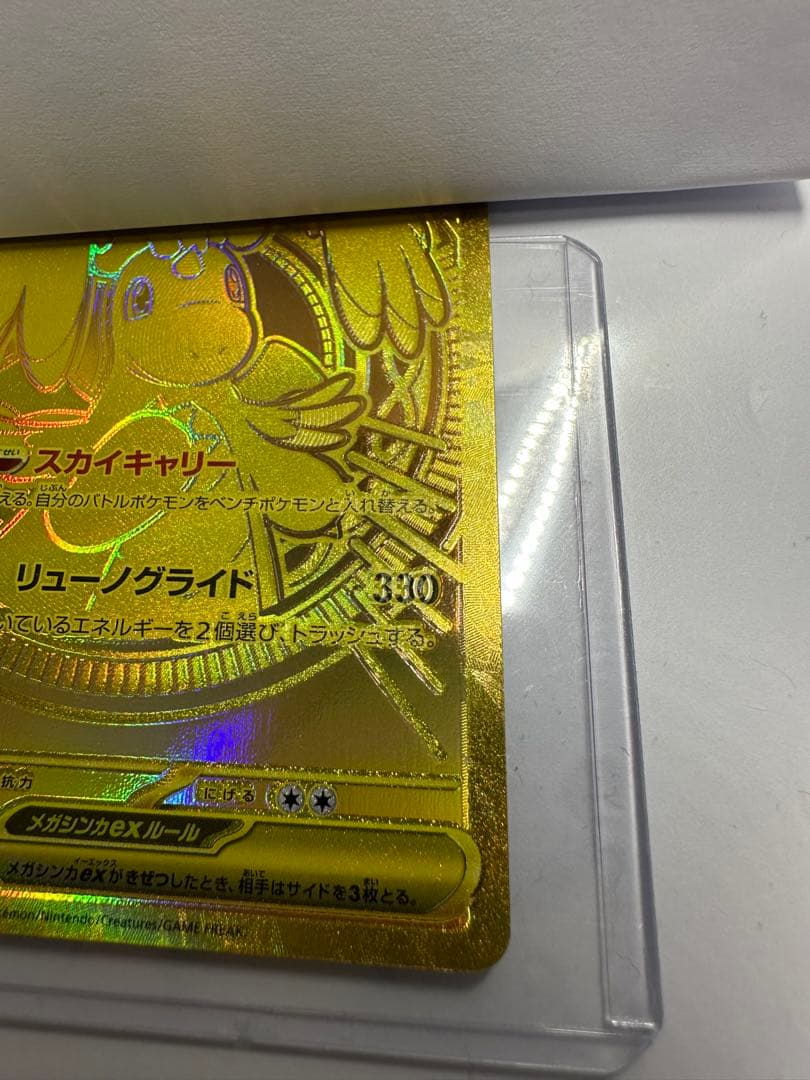 スカイキャリー
える。自分のバトルポケモンをベンチポケモンと入れ替える。
リューノグライド 330
いているエネルギーを2個選び、トラッシュする。
抗力 にげる
メガシンカexルール
メガシンカexがきぜつしたとき、相手はサイドを3枚とる。
émon/Nintendo/Creatures/GAME FREAK.